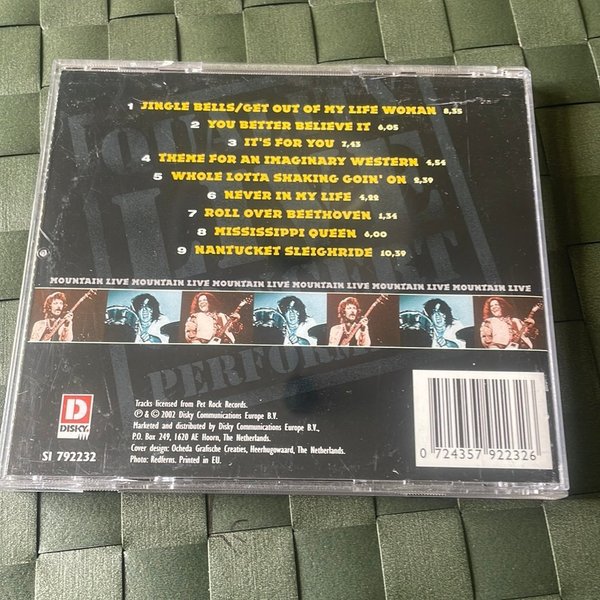 1 JINGLE BELLS/GET OUT OF MY LIFE WOMAN 8,35
2 YOU BETTER BELIEVE IT 6,05
3 IT'S FOR YOU 7,43
4 THEME FOR AN IMAGINARY WESTERN 4,54
5 WHOLE LOTTA SHAKING GOIN' ON 2,39
6 NEVER IN MY LIFE 4,22
7 ROLL OVER BEETHOVEN 1,34
8 MISSISSIPPI QUEEN 6,00
9 NANTUCKET SLEIGHRIDE 10,39
MOUNTAIN LIVE MOUNTAIN LIVE MOUNTAIN LIVE MOUNTAIN LIVE MOUNTAIN LIVE MOUNTAIN LIVE
LIVE
Tracks licensed from Pet Rock Records.
℗ & © 2002 Disky Communications Europe B.V.
Marketed and distributed by Disky Communications Europe B.V.
P.O. Box 249, 1620 AE Hoorn, The Netherlands.
Cover design: Ocheda Grafische Creaties, Heerhugowaard, The Netherlands.
Photo: Redferns. Printed in EU.
D
DISKY
SI 792232
0 724357 922326